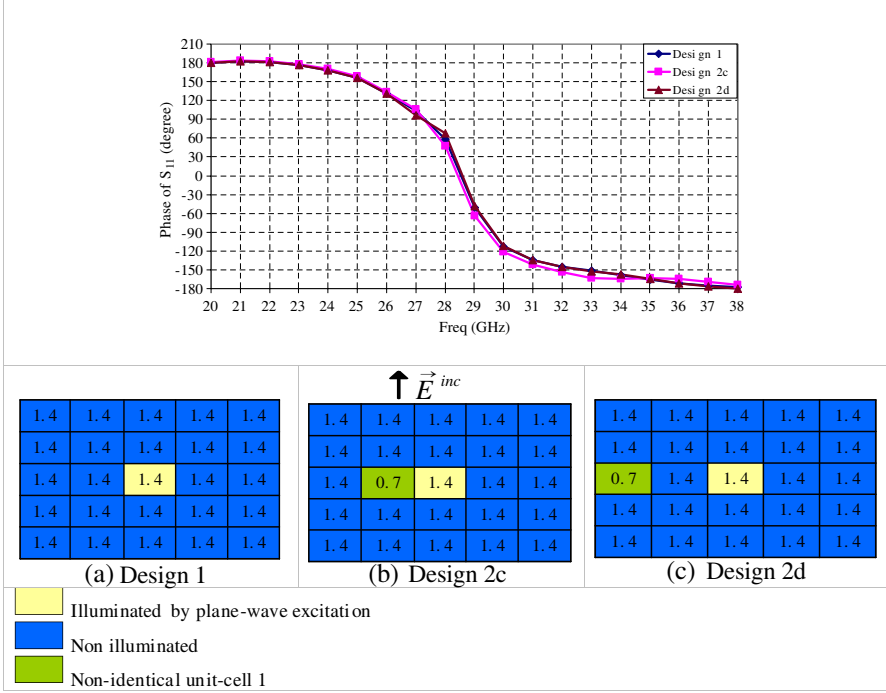 210
180
150
120
90
60
30
0
-30
-60
-90
-120
-150
-180
Phase of S11 (degree)
20 21 22 23 24 25 26 27 28 29 30 31 32 33 34 35 36 37 38
Freq (GHz)
Desi gn 1
Desi gn 2c
Desi gn 2d
E inc
1. 4 1. 4 1. 4 1. 4 1. 4
1. 4 1. 4 1. 4 1. 4 1. 4
1. 4 1. 4 1. 4 1. 4 1. 4
1. 4 1. 4 1. 4 1. 4 1. 4
1. 4 1. 4 1. 4 1. 4 1. 4
(a) Design 1
1. 4 1. 4 1. 4 1. 4 1. 4
1. 4 1. 4 1. 4 1. 4 1. 4
1. 4 0. 7 1. 4 1. 4 1. 4
1. 4 1. 4 1. 4 1. 4 1. 4
1. 4 1. 4 1. 4 1. 4 1. 4
(b) Design 2c
1. 4 1. 4 1. 4 1. 4 1. 4
1. 4 1. 4 1. 4 1. 4 1. 4
0. 7 1. 4 1. 4 1. 4 1. 4
1. 4 1. 4 1. 4 1. 4 1. 4
1. 4 1. 4 1. 4 1. 4 1. 4
(c) Design 2d
Illuminated by plane-wave excitation
Non illuminated
Non-identical unit-cell 1